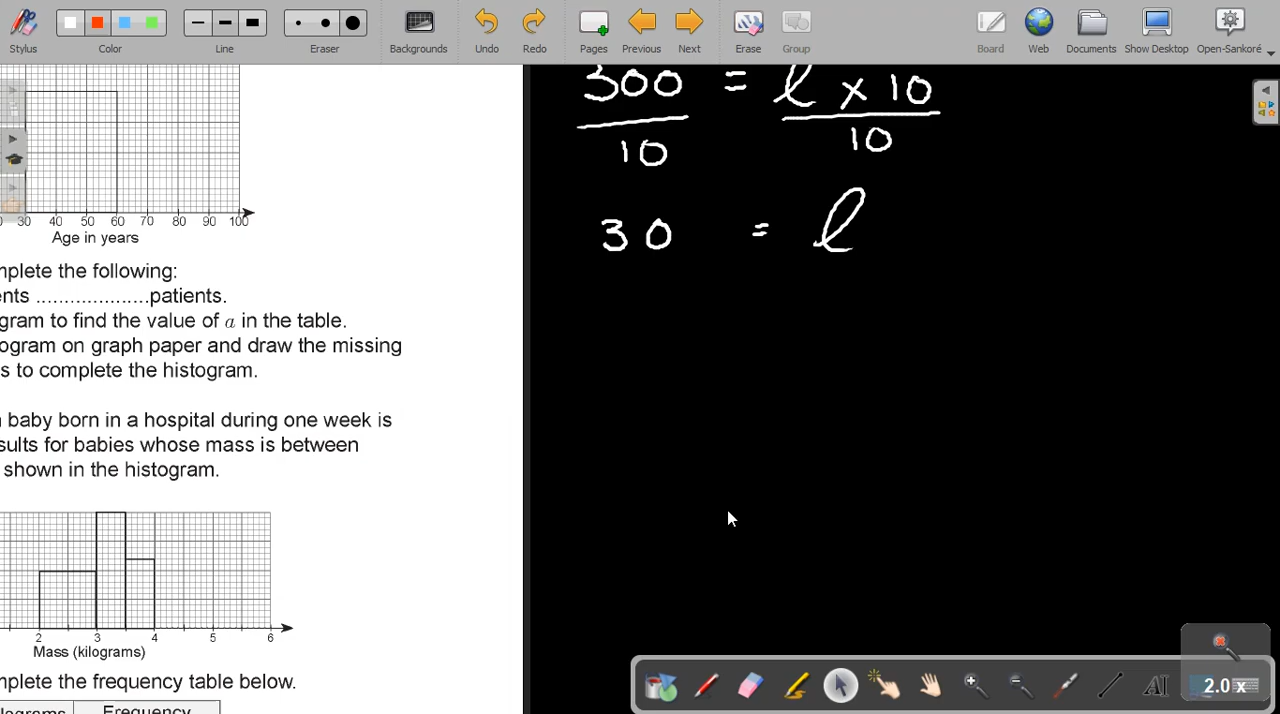 Stylus Color Line Eraser Backgrounds Undo Redo Pages Previous Next Erase Group Board Web Documents Show Desktop Open-Sankoré
30 40 50 60 70 80 90 100
Age in years
mplete the following:
ents ....................patients.
gram to find the value of a in the table.
ogram on graph paper and draw the missing
s to complete the histogram.
baby born in a hospital during one week is
sults for babies whose mass is between
shown in the histogram.
2 3 4 5 6
Mass (kilograms)
mplete the frequency table below.
lograms Frequency
300 = l x 10
10 10
30 = l
2.0 x